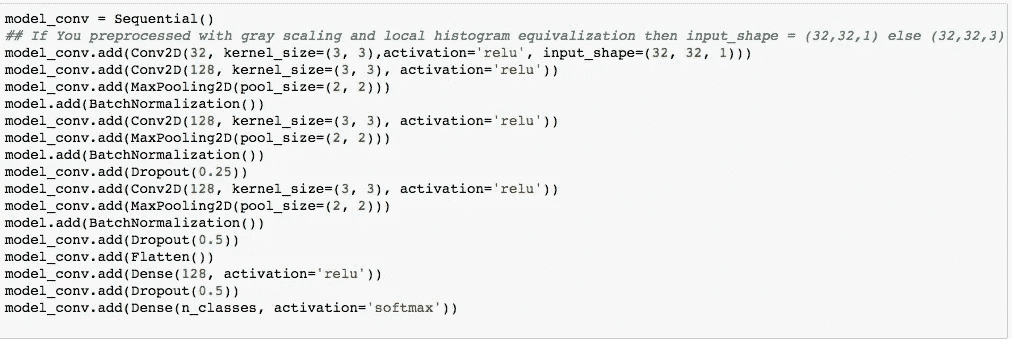 model_conv = Sequential()
## If You preprocessed with gray scaling and local histogram equivalization then input_shape = (32,32,1) else (32,32,3)
model_conv.add(Conv2D(32, kernel_size=(3, 3),activation='relu', input_shape=(32, 32, 1)))
model_conv.add(Conv2D(128, kernel_size=(3, 3), activation='relu'))
model_conv.add(MaxPooling2D(pool_size=(2, 2)))
model.add(BatchNormalization())
model_conv.add(Conv2D(128, kernel_size=(3, 3), activation='relu'))
model_conv.add(MaxPooling2D(pool_size=(2, 2)))
model.add(BatchNormalization())
model_conv.add(Dropout(0.25))
model_conv.add(Conv2D(128, kernel_size=(3, 3), activation='relu'))
model_conv.add(MaxPooling2D(pool_size=(2, 2)))
model.add(BatchNormalization())
model_conv.add(Dropout(0.5))
model_conv.add(Flatten())
model_conv.add(Dense(128, activation='relu'))
model_conv.add(Dropout(0.5))
model_conv.add(Dense(n_classes, activation='softmax'))